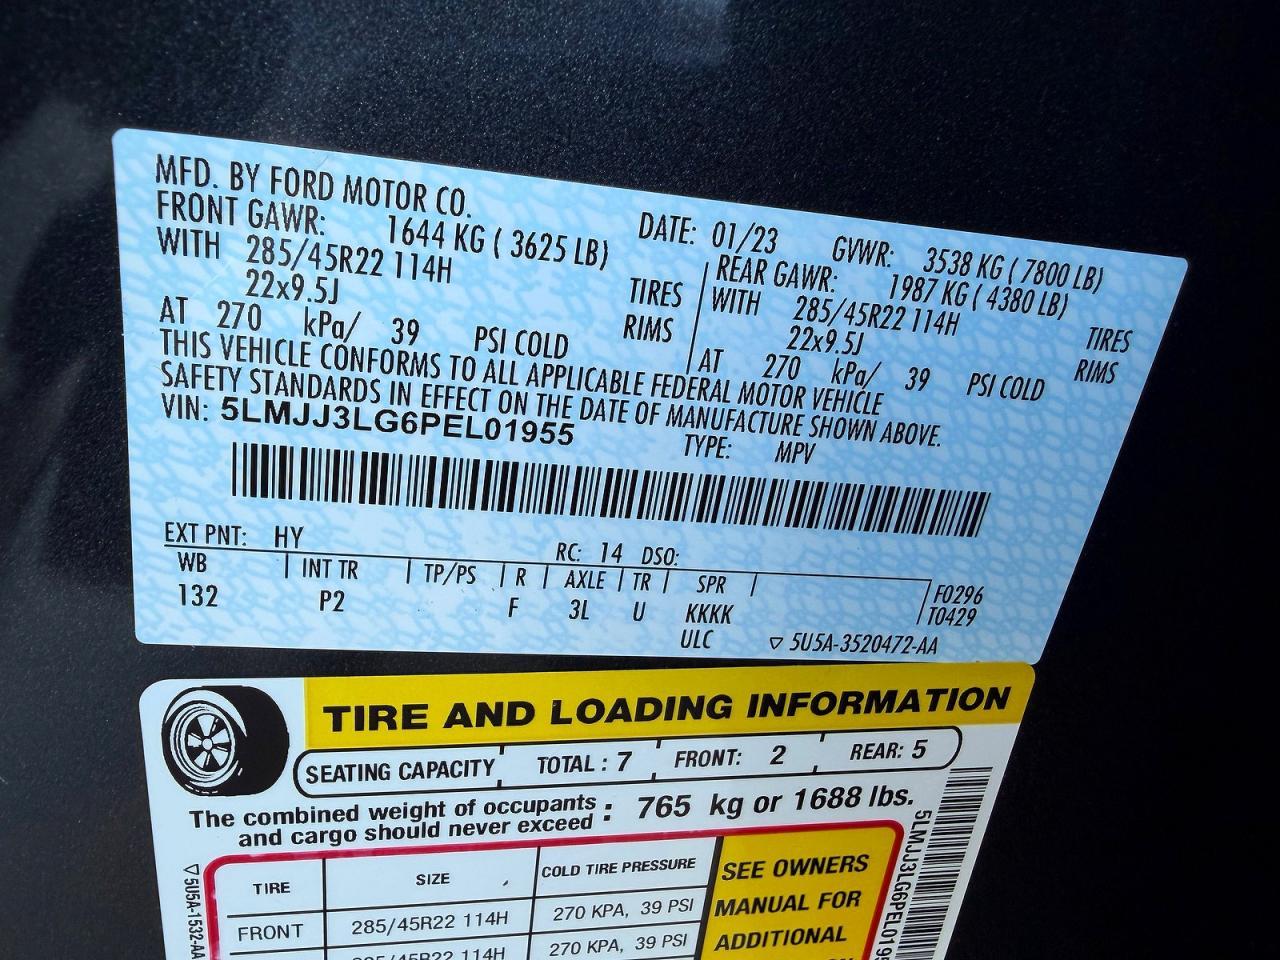 MFD. BY FORD MOTOR CO.
DATE: 01/23 GVWR: 3538 KG ( 7800 LB)
FRONT GAWR: 1644 KG ( 3625 LB) REAR GAWR: 1987 KG ( 4380 LB)
WITH 285/45R22 114H TIRES WITH 285/45R22 114H TIRES
22x9.5J RIMS 22x9.5J RIMS
AT 270 kPa/ 39 PSI COLD AT 270 kPa/ 39 PSI COLD
THIS VEHICLE CONFORMS TO ALL APPLICABLE FEDERAL MOTOR VEHICLE
SAFETY STANDARDS IN EFFECT ON THE DATE OF MANUFACTURE SHOWN ABOVE.
VIN: 5LMJJ3LG6PEL01955 TYPE: MPV
EXT PNT: HY RC: 14 DSO:
WB INT TR TP/PS R AXLE TR SPR F0296
132 P2 F 3L U KKKK T0429
ULC ▽ 5U5A-3520472-AA
TIRE AND LOADING INFORMATION
SEATING CAPACITY TOTAL : 7 FRONT: 2 REAR: 5
The combined weight of occupants
and cargo should never exceed : 765 kg or 1688 lbs.
TIRE SIZE COLD TIRE PRESSURE
FRONT 285/45R22 114H 270 KPA, 39 PSI
285/45R22 114H 270 KPA, 39 PSI
SEE OWNERS
MANUAL FOR
ADDITIONAL
▽ 5U5A-1532-AA
5LMJJ3LG6PEL0195